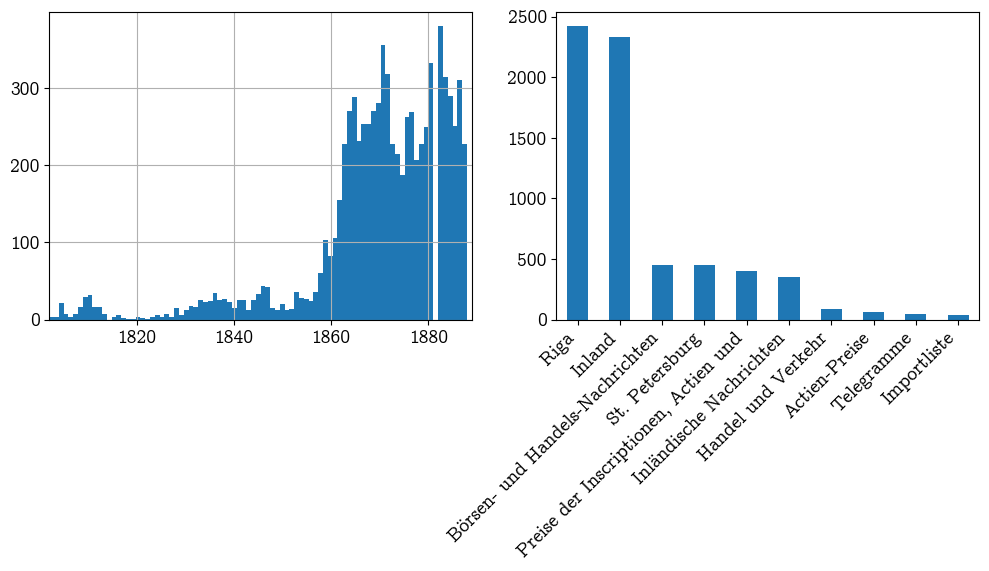 300
200
100
0
1820
1840
1860
1880
2500
2000
1500
1000
500
0
Riga
Inland
Börsen- und Handels-Nachrichten
St. Petersburg
Preise der Inscriptionen, Actien und
Inländische Nachrichten
Handel und Verkehr
Actien-Preise
Telegramme
Importliste